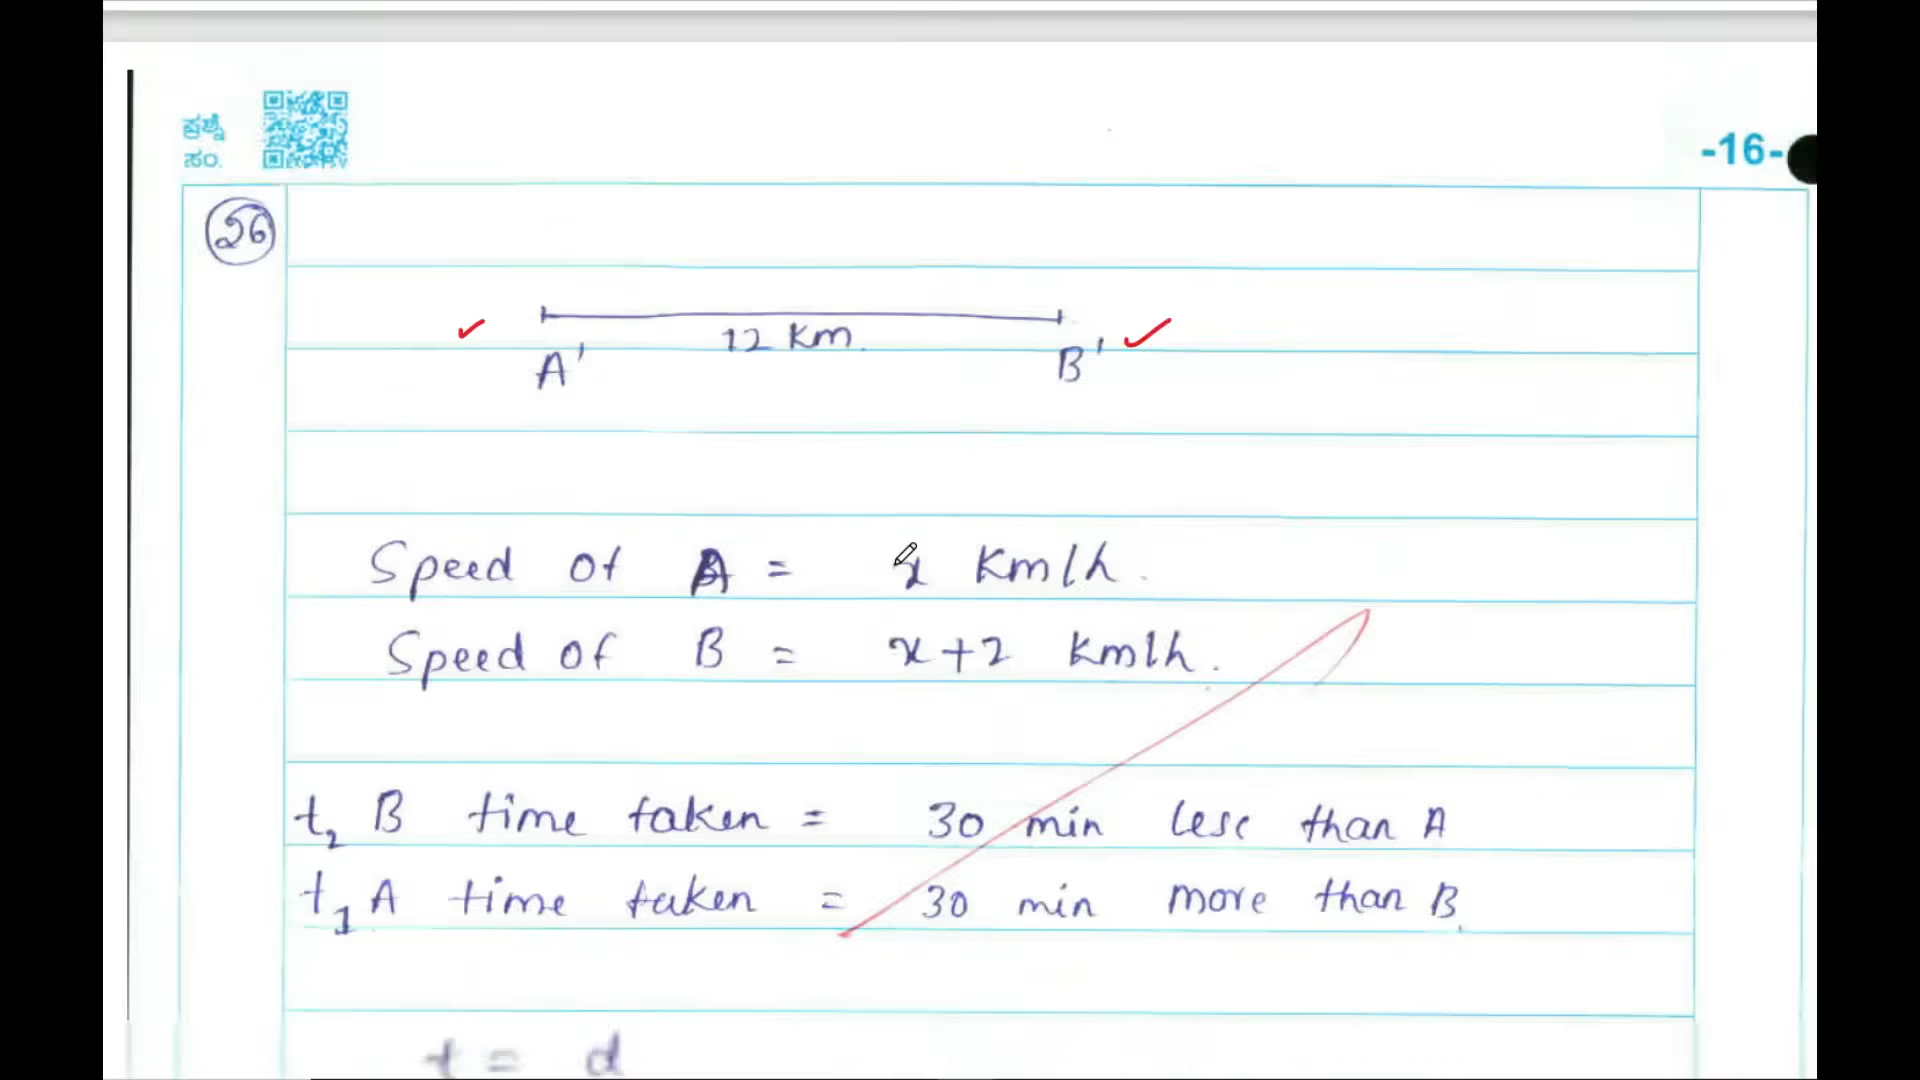 ಪ್ರಶ್ನೆ
ಸಂ.
-16-
26
12 Km.
A' B'
Speed of A = x Km/h.
Speed of B = x+2 Km/h.
t2 B time taken = 30 min less than A
t1 A time taken = 30 min more than B.
t = d